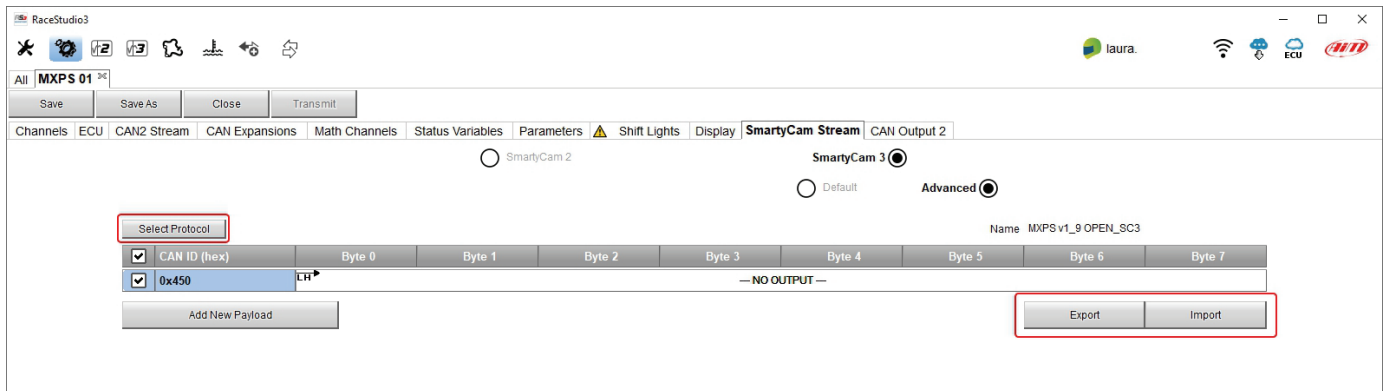 RaceStudio3
laura.
ECU
AiM
All MXPS 01
Save Save As Close Transmit
Channels ECU CAN2 Stream CAN Expansions Math Channels Status Variables Parameters Shift Lights Display SmartyCam Stream CAN Output 2
SmartyCam 2 SmartyCam 3
Default Advanced
Select Protocol Name MXPS v1_9 OPEN_SC3
CAN ID (hex) Byte 0 Byte 1 Byte 2 Byte 3 Byte 4 Byte 5 Byte 6 Byte 7
0x450 LH — NO OUTPUT —
Add New Payload Export Import